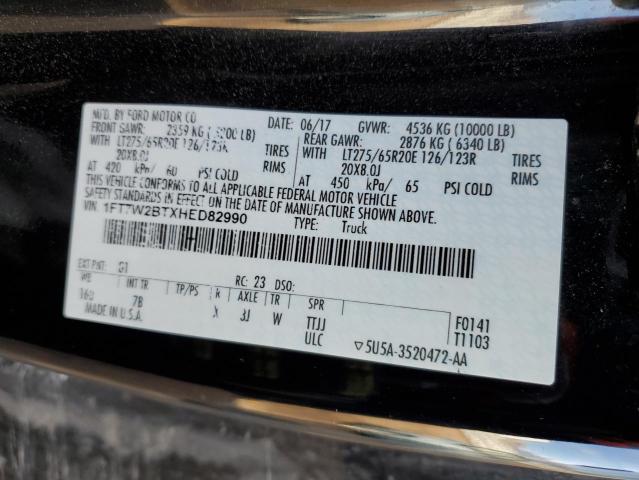 MFD. BY FORD MOTOR CO. DATE: 06/17 GVWR: 4536 KG (10000 LB)
FRONT GAWR: 2359 KG ( LB) REAR GAWR: 2876 KG ( 6340 LB)
WITH LT275/65R20E 126/123R TIRES WITH LT275/65R20E 126/123R TIRES
20X8.0J RIMS 20X8.0J RIMS
AT 420 kPa/ 60 PSI COLD AT 450 kPa/ 65 PSI COLD
THIS VEHICLE CONFORMS TO ALL APPLICABLE FEDERAL MOTOR VEHICLE
SAFETY STANDARDS IN EFFECT ON THE DATE OF MANUFACTURE SHOWN ABOVE.
VIN: 1FT7W2BTXHED82990 TYPE: Truck
EXT PNT: G1 RC: 23 DSO:
WB INT TR TP/PS R AXLE TR SPR
160 7B X 3J W TTJJ F0141
MADE IN U.S.A. ULC T1103
▽5U5A-3520472-AA